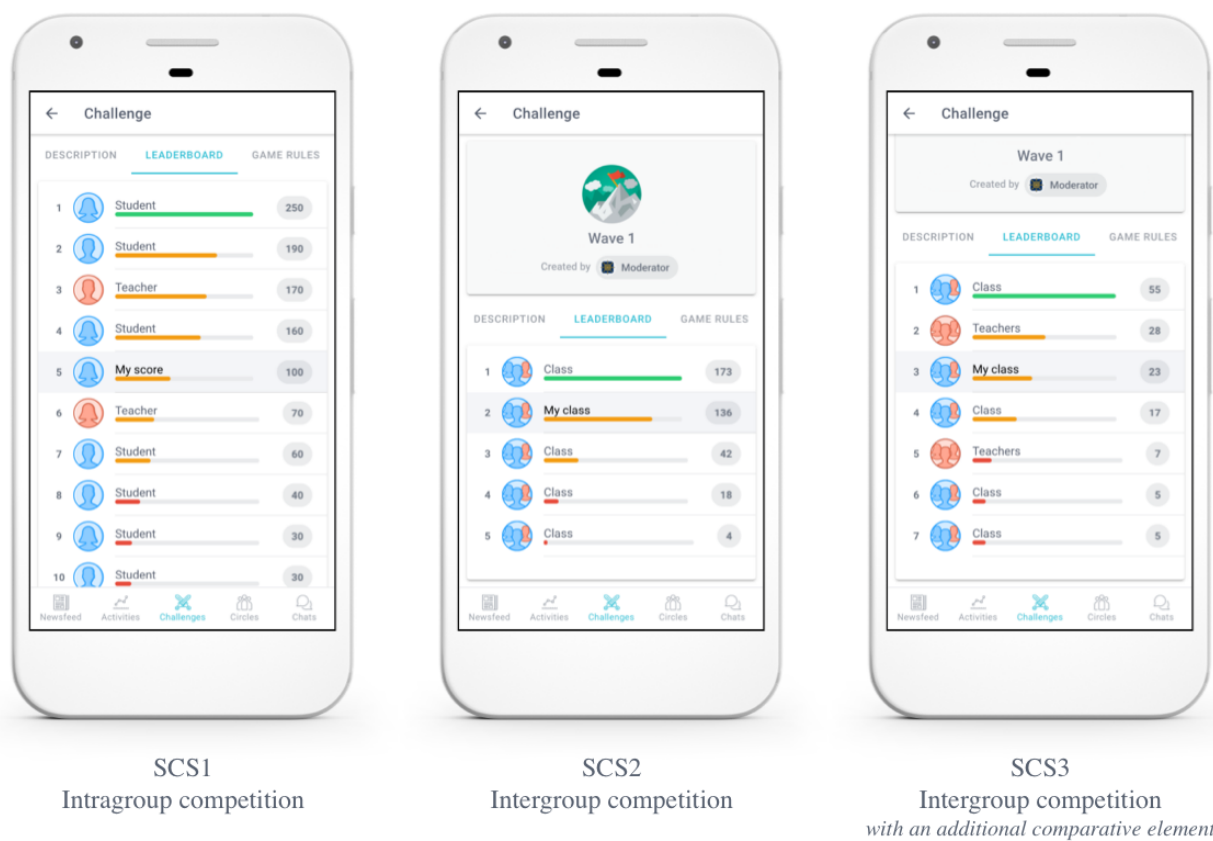 Challenge
DESCRIPTION LEADERBOARD GAME RULES
1 Student 250
2 Student 190
3 Teacher 170
4 Student 160
5 My score 100
6 Teacher 70
7 Student 60
8 Student 40
9 Student 30
10 Student 30
Newsfeed Activities Challenges Circles Chats
SCS1
Intragroup competition
Challenge
Wave 1
Created by Moderator
DESCRIPTION LEADERBOARD GAME RULES
1 Class 173
2 My class 136
3 Class 42
4 Class 18
5 Class 4
Newsfeed Activities Challenges Circles Chats
SCS2
Intergroup competition
Challenge
Wave 1
Created by Moderator
DESCRIPTION LEADERBOARD GAME RULES
1 Class 55
2 Teachers 28
3 My class 23
4 Class 17
5 Teachers 7
6 Class 5
7 Class 5
Newsfeed Activities Challenges Circles Chats
SCS3
Intergroup competition
with an additional comparative element